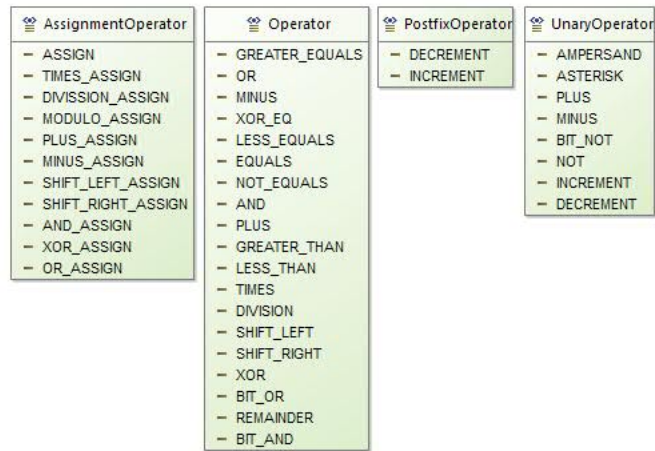 AssignmentOperator
ASSIGN
TIMES_ASSIGN
DIVISSION_ASSIGN
MODULO_ASSIGN
PLUS_ASSIGN
MINUS_ASSIGN
SHIFT_LEFT_ASSIGN
SHIFT_RIGHT_ASSIGN
AND_ASSIGN
XOR_ASSIGN
OR_ASSIGN
Operator
GREATER_EQUALS
OR
MINUS
XOR_EQ
LESS_EQUALS
EQUALS
NOT_EQUALS
AND
PLUS
GREATER_THAN
LESS_THAN
TIMES
DIVISION
SHIFT_LEFT
SHIFT_RIGHT
XOR
BIT_OR
REMAINDER
BIT_AND
PostfixOperator
DECREMENT
INCREMENT
UnaryOperator
AMPERSAND
ASTERISK
PLUS
MINUS
BIT_NOT
NOT
INCREMENT
DECREMENT